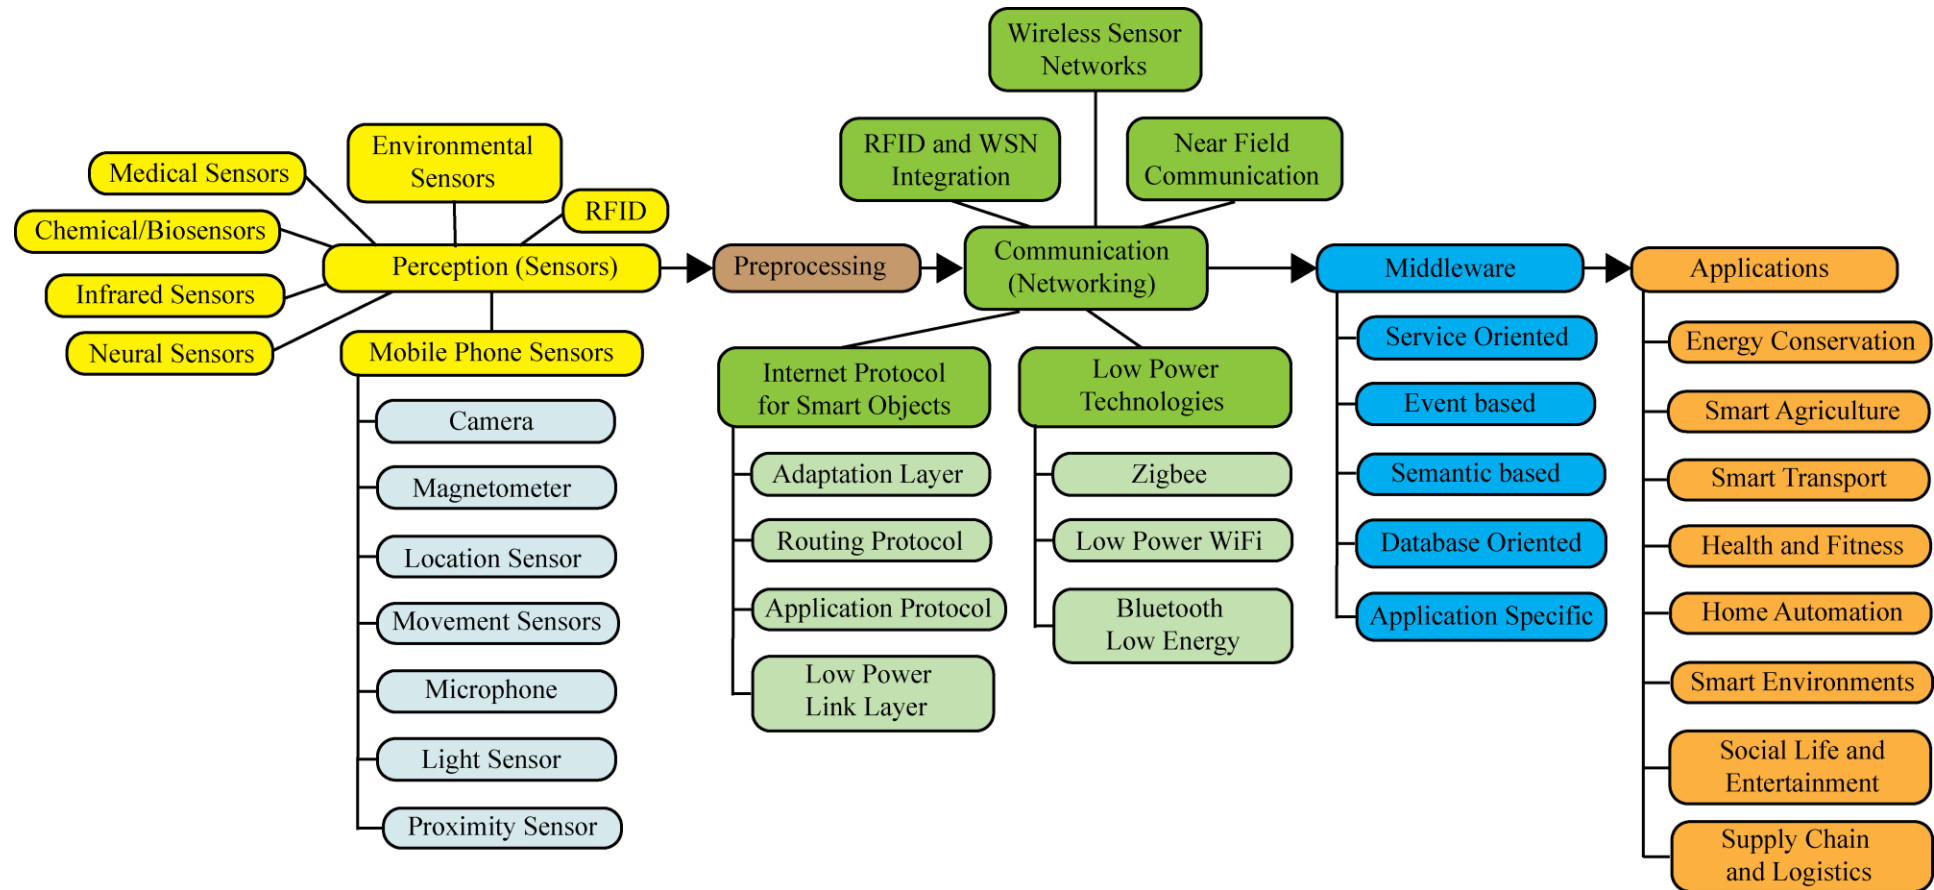 Wireless Sensor
Networks
RFID and WSN
Integration
Near Field
Communication
Environmental
Sensors
Medical Sensors
RFID
Chemical/Biosensors
Perception (Sensors)
Infrared Sensors
Neural Sensors
Mobile Phone Sensors
Camera
Magnetometer
Location Sensor
Movement Sensors
Microphone
Light Sensor
Proximity Sensor
Preprocessing
Communication
(Networking)
Internet Protocol
for Smart Objects
Adaptation Layer
Routing Protocol
Application Protocol
Low Power
Link Layer
Low Power
Technologies
Zigbee
Low Power WiFi
Bluetooth
Low Energy
Middleware
Service Oriented
Event based
Semantic based
Database Oriented
Application Specific
Applications
Energy Conservation
Smart Agriculture
Smart Transport
Health and Fitness
Home Automation
Smart Environments
Social Life and
Entertainment
Supply Chain
and Logistics